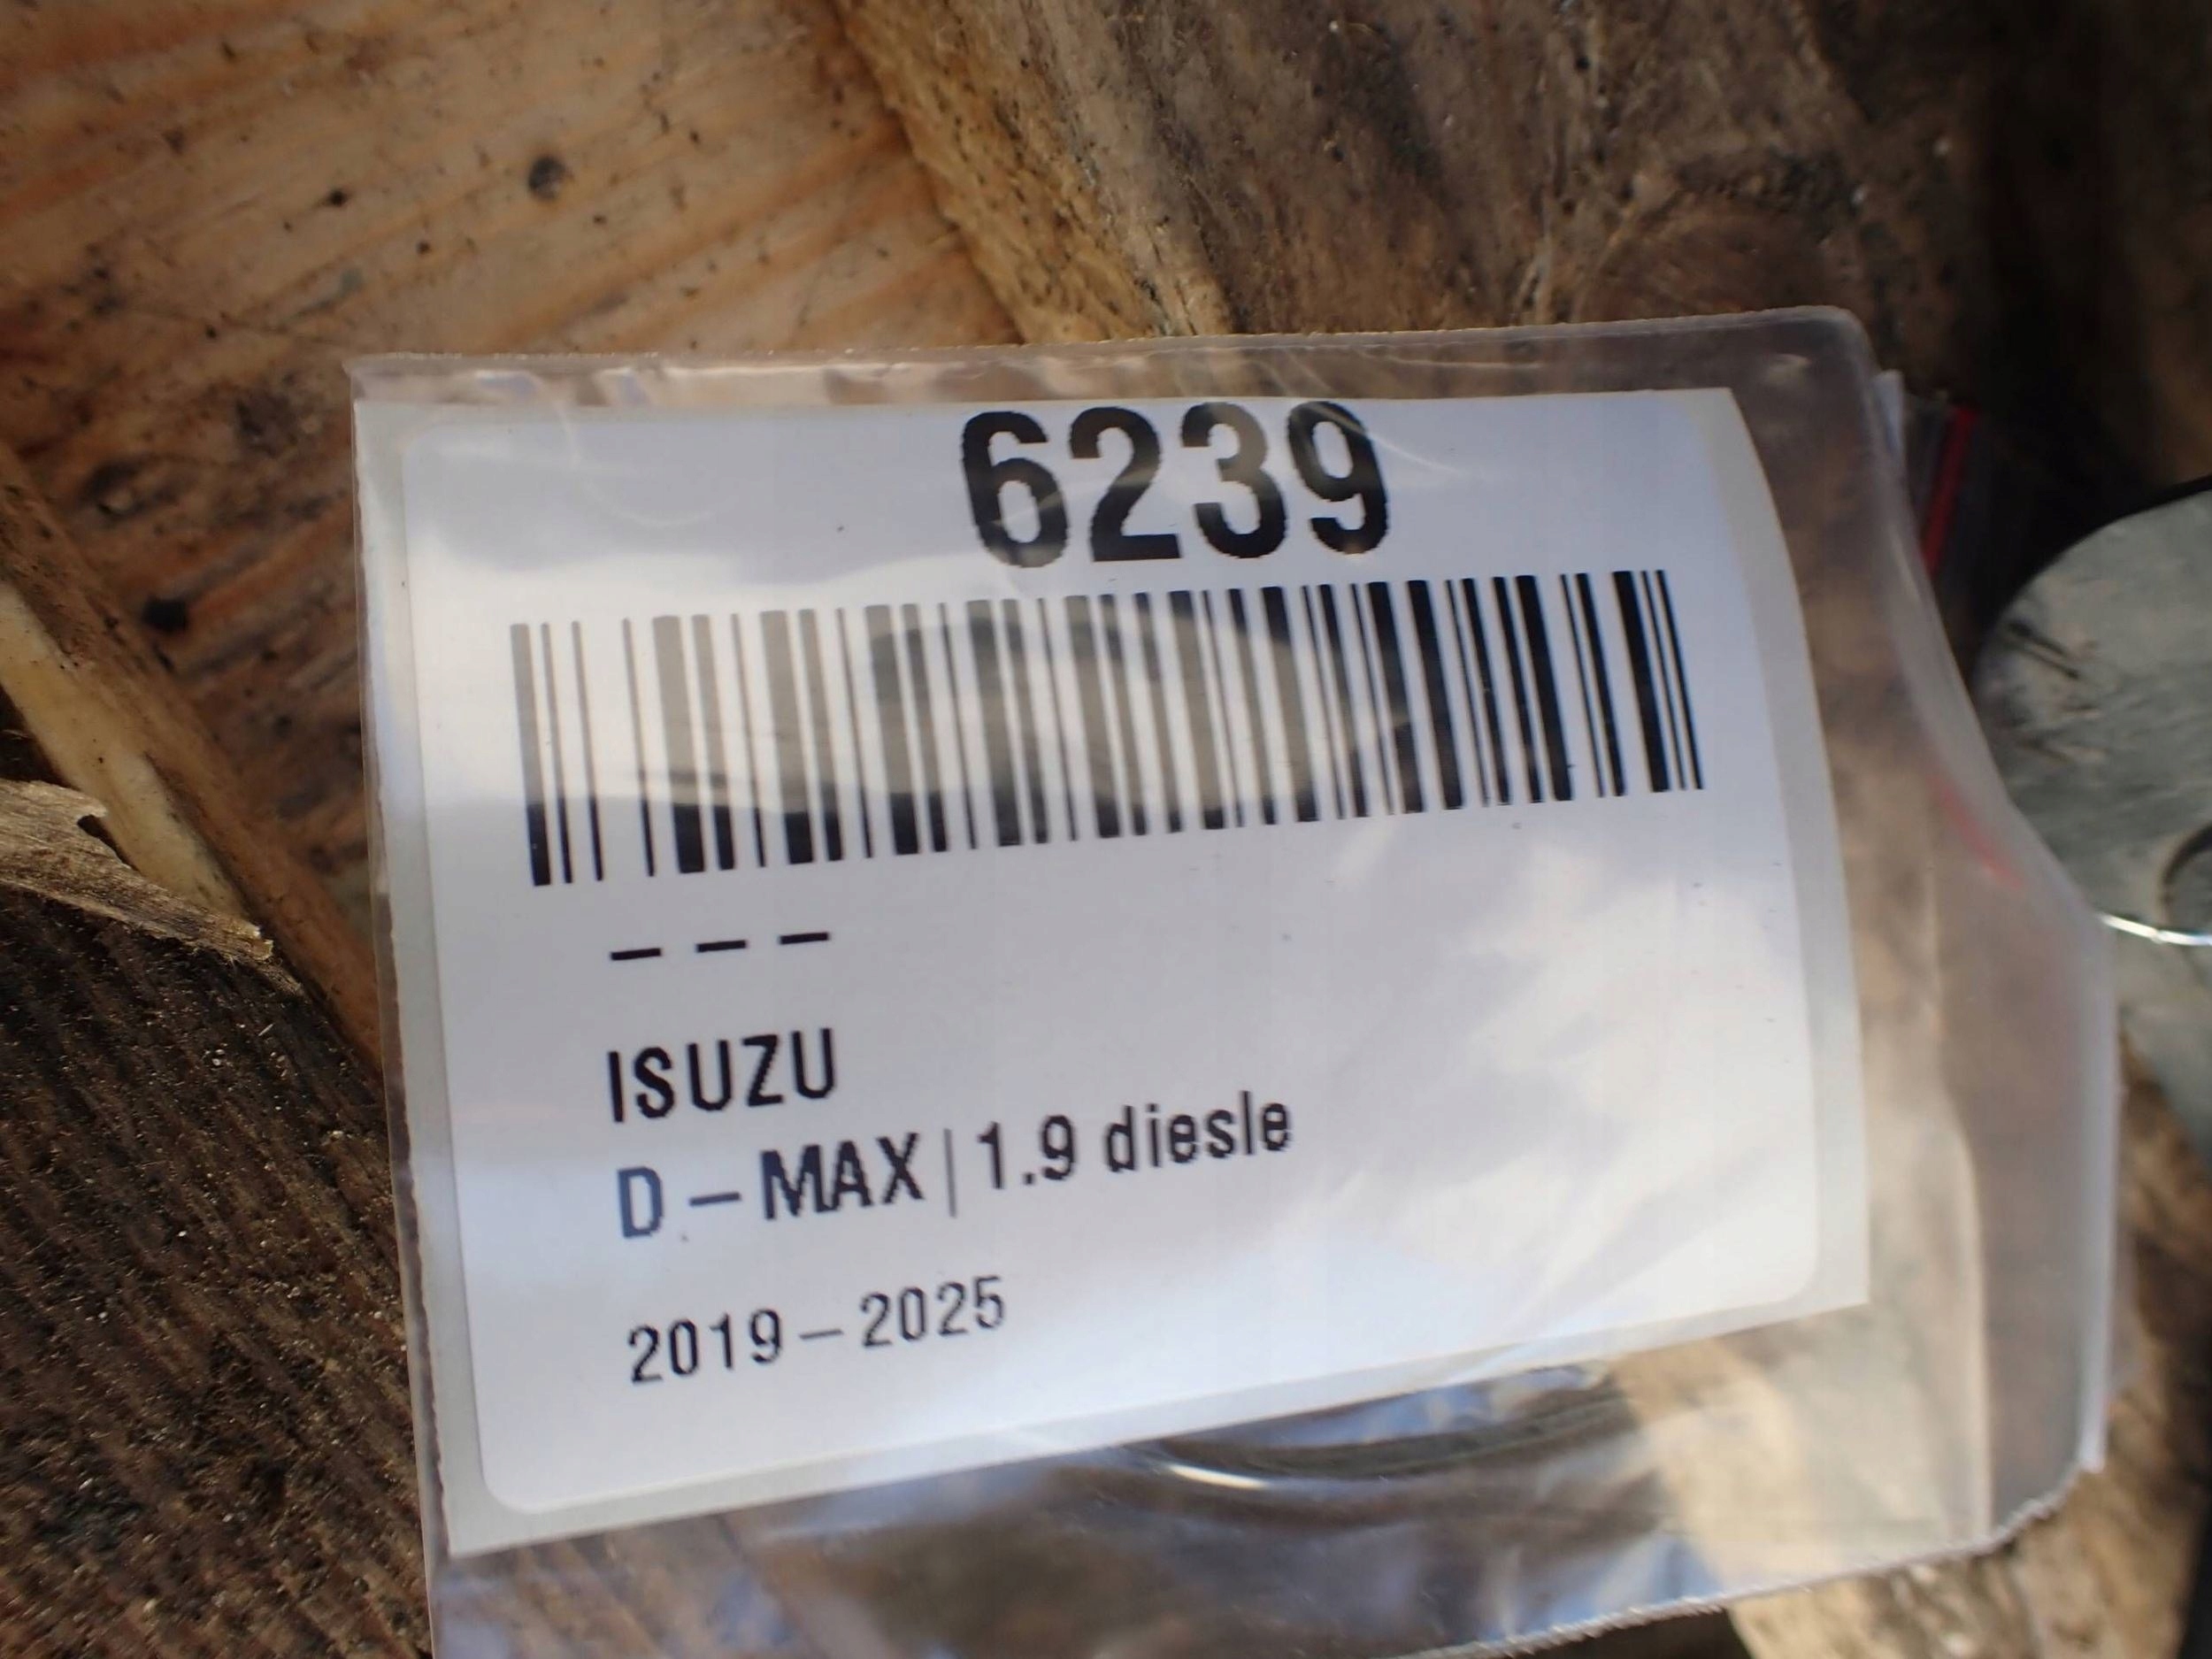 6239
– – –
ISUZU
D – MAX | 1.9 diesle
2019 – 2025